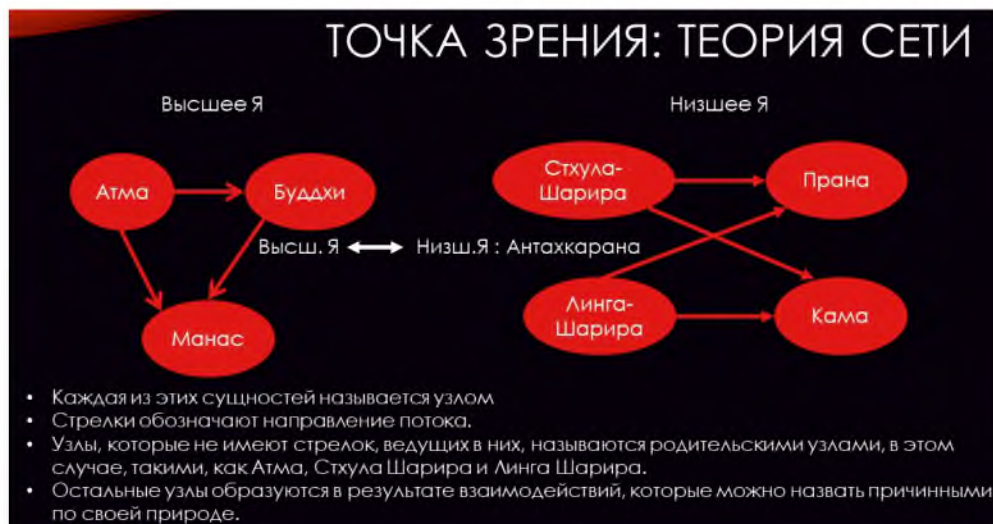 ТОЧКА ЗРЕНИЯ: ТЕОРИЯ СЕТИ
Высшее Я
Низшее Я
Атма
Буддхи
Стхула-
Шарира
Прана
Высш. Я
Низш.Я : Антахкарана
Манас
Линга-
Шарира
Кама
• Каждая из этих сущностей называется узлом
• Стрелки обозначают направление потока.
• Узлы, которые не имеют стрелок, ведущих в них, называются родительскими узлами, в этом
случае, такими, как Атма, Стхула Шарира и Линга Шарира.
• Остальные узлы образуются в результате взаимодействий, которые можно назвать причинными
по своей природе.